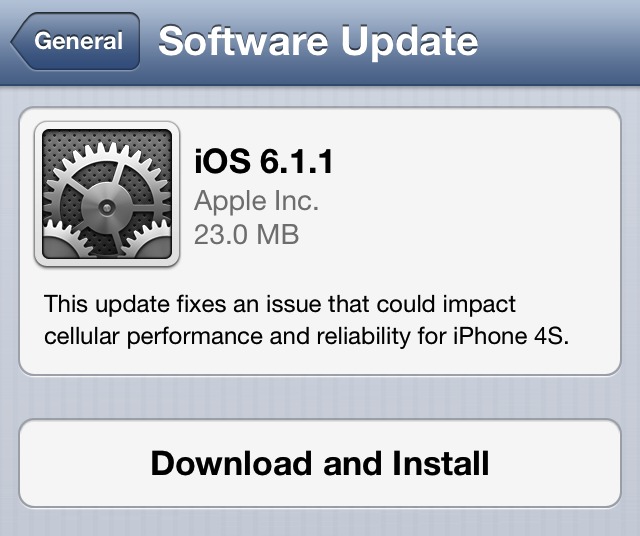 General
Software Update
iOS 6.1.1
Apple Inc.
23.0 MB
This update fixes an issue that could impact
cellular performance and reliability for iPhone 4S.
Download and Install